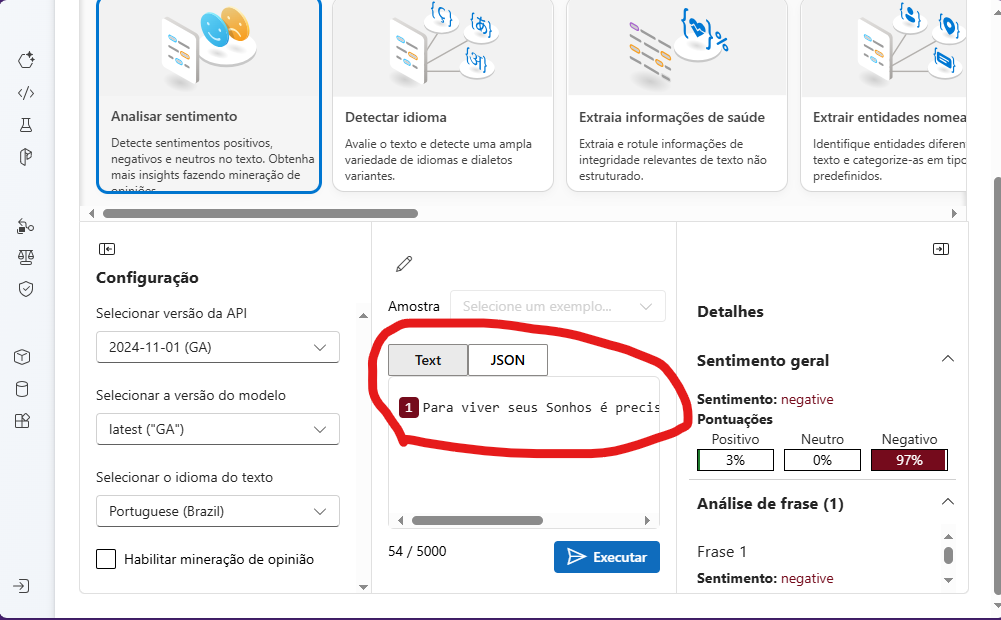 Analisar sentimento
Detecte sentimentos positivos,
negativos e neutros no texto. Obtenha
mais insights fazendo mineração de
opiniões.
Detectar idioma
Avalie o texto e detecte uma ampla
variedade de idiomas e dialetos
variantes.
Extraia informações de saúde
Extraia e rotule informações de
integridade relevantes de texto não
estruturado.
Extrair entidades nomea
Identifique entidades diferen
texto e categorize-as em tipo
predefinidos.
Configuração
Selecionar versão da API
2024-11-01 (GA)
Selecionar a versão do modelo
latest ("GA")
Selecionar o idioma do texto
Portuguese (Brazil)
Habilitar mineração de opinião
Amostra
Selecione um exemplo...
Text JSON
1 Para viver seus Sonhos é precis
54 / 5000
Executar
Detalhes
Sentimento geral
Sentimento: negative
Pontuações
Positivo Neutro Negativo
3% 0% 97%
Análise de frase (1)
Frase 1
Sentimento: negative